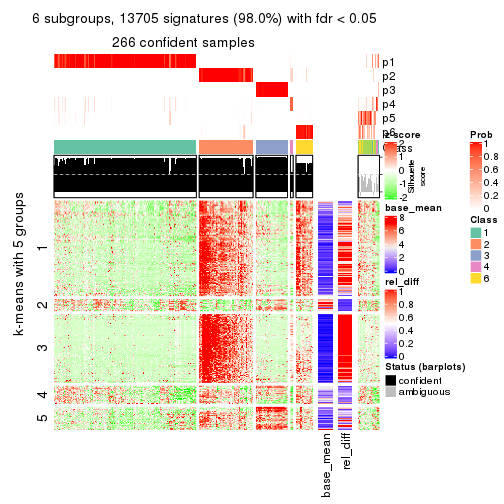 6 subgroups, 13705 signatures (98.0%) with fdr < 0.05
266 confident samples
p1
p2
p3
p4
p5
p6
Class
Silhouette
score
k-means with 5 groups
1
2
3
4
5
base_mean
rel_diff
z-score
2
1
0
-1
-2
base_mean
8
6
4
2
0
rel_diff
1
0.8
0.6
0.4
0.2
0
Status (barplots)
confident
ambiguous
Prob
1
0.8
0.6
0.4
0.2
0
Class
1
2
3
4
6